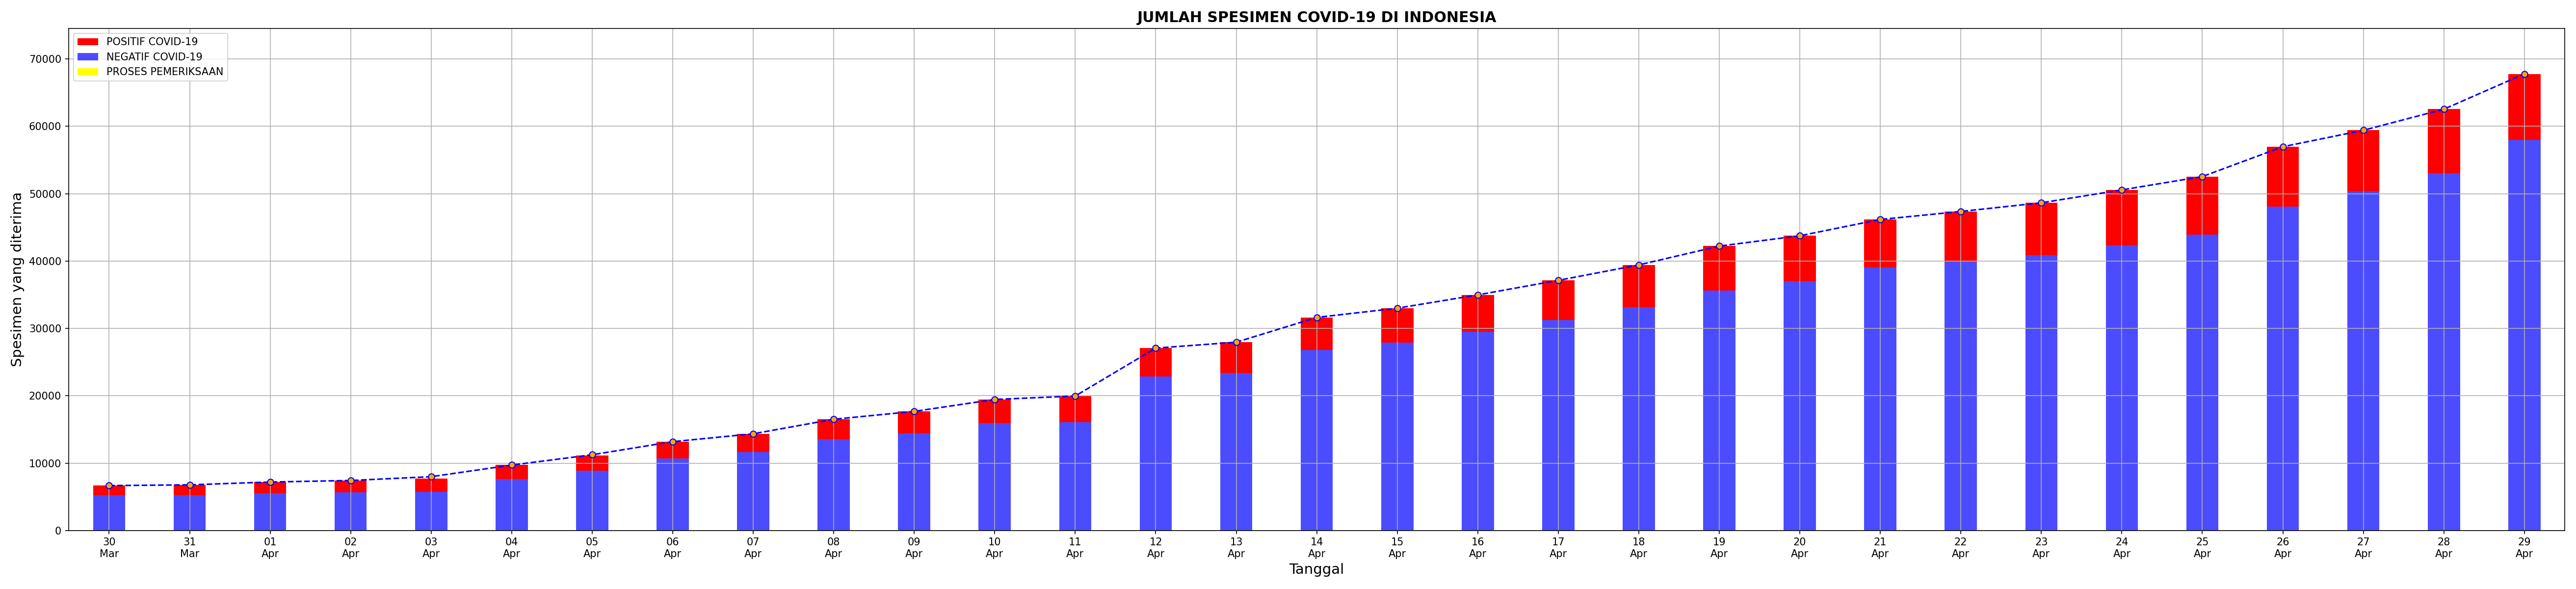 JUMLAH SPESIMEN COVID-19 DI INDONESIA
POSITIF COVID-19
NEGATIF COVID-19
PROSES PEMERIKSAAN
Spesimen yang diterima
70000
60000
50000
40000
30000
20000
10000
0
30 31 01 02 03 04 05 06 07 08 09 10 11 12 13 14 15 16 17 18 19 20 21 22 23 24 25 26 27 28 29
Mar Mar Apr Apr Apr Apr Apr Apr Apr Apr Apr Apr Apr Apr Apr Apr Apr Apr Apr Apr Apr Apr Apr Apr Apr Apr Apr Apr Apr Apr Apr
Tanggal